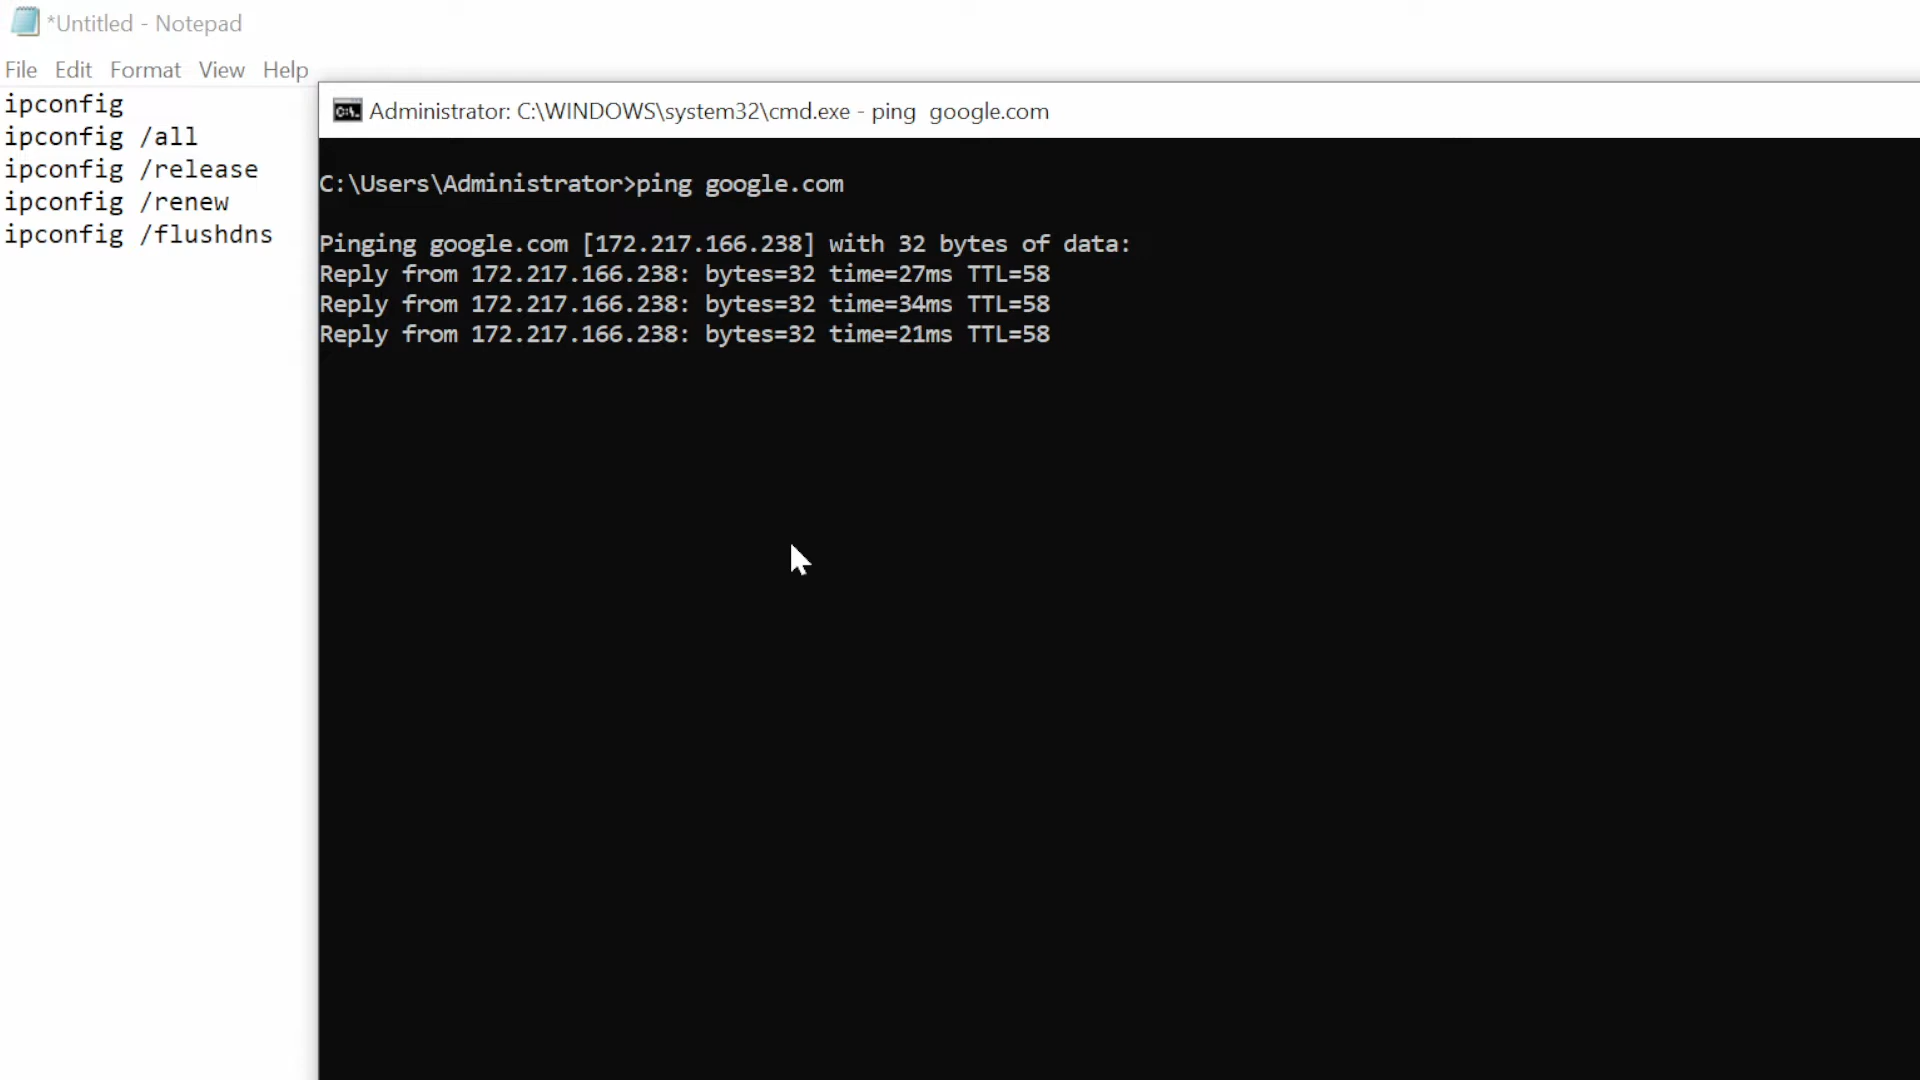 *Untitled - Notepad
File Edit Format View Help
ipconfig
ipconfig /all
ipconfig /release
ipconfig /renew
ipconfig /flushdns
Administrator: C:\WINDOWS\system32\cmd.exe - ping  google.com
C:\Users\Administrator>ping google.com
Pinging google.com [172.217.166.238] with 32 bytes of data:
Reply from 172.217.166.238: bytes=32 time=27ms TTL=58
Reply from 172.217.166.238: bytes=32 time=34ms TTL=58
Reply from 172.217.166.238: bytes=32 time=21ms TTL=58